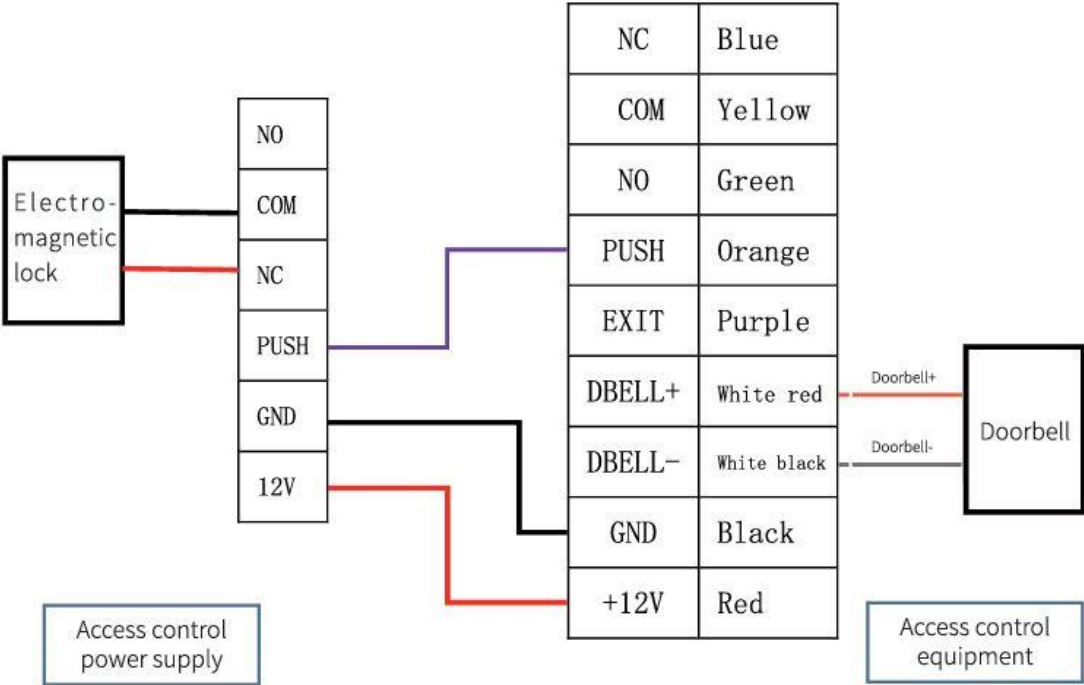 Electro-
magnetic
lock
NO
COM
NC
PUSH
GND
12V
NC Blue
COM Yellow
NO Green
PUSH Orange
EXIT Purple
DBELL+ White red
DBELL- White black
GND Black
+12V Red
Doorbell+
Doorbell-
Doorbell
Access control
power supply
Access control
equipment